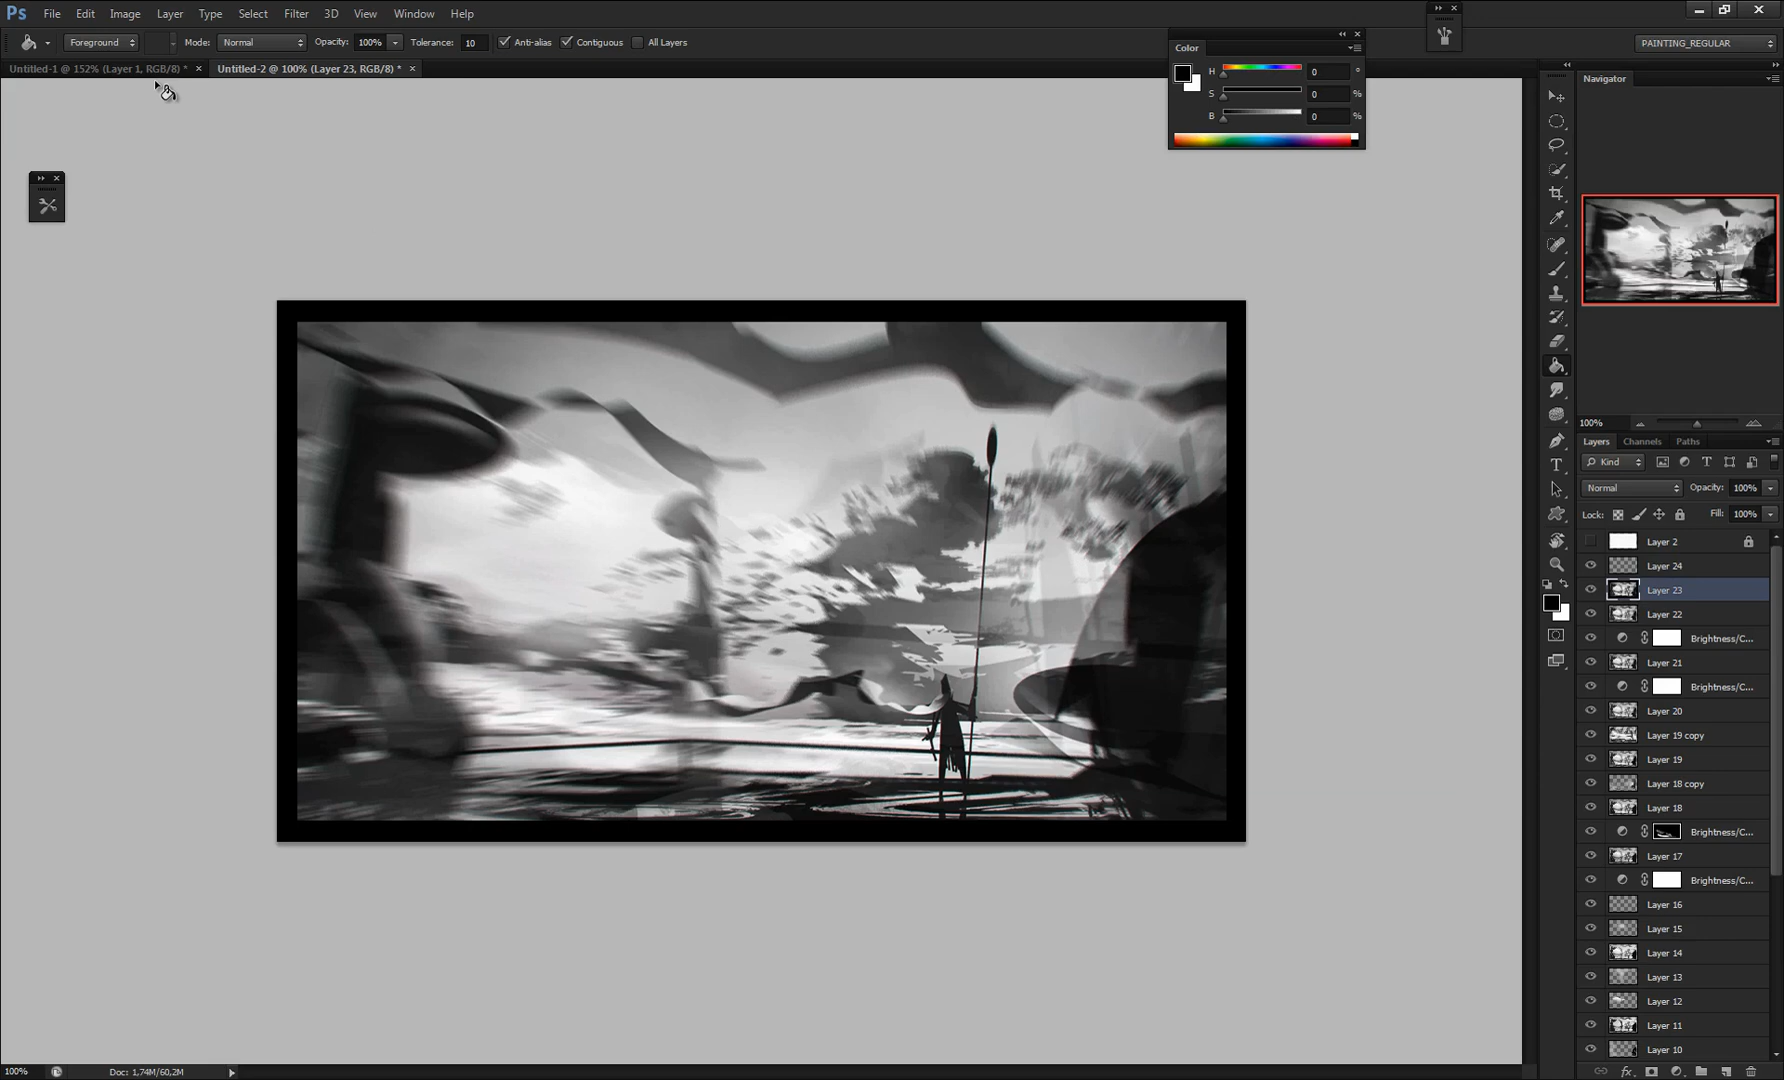 Ps File Edit Image Layer Type Select Filter 3D View Window Help
Foreground Mode: Normal Opacity: 100% Tolerance: 10 Anti-alias Contiguous All Layers PAINTING_REGULAR
Untitled-1 @ 152% (Layer 1, RGB/8) * × Untitled-2 @ 100% (Layer 23, RGB/8) * ×
Color
H 0 °
S 0 %
B 0 %
Navigator
100%
Layers Channels Paths
Kind
Normal Opacity: 100%
Lock: Fill: 100%
Layer 2
Layer 24
Layer 23
Layer 22
Brightness/C...
Layer 21
Brightness/C...
Layer 20
Layer 19 copy
Layer 19
Layer 18 copy
Layer 18
Brightness/C...
Layer 17
Brightness/C...
Layer 16
Layer 15
Layer 14
Layer 13
Layer 12
Layer 11
Layer 10
100% Doc: 1,74M/60,2M